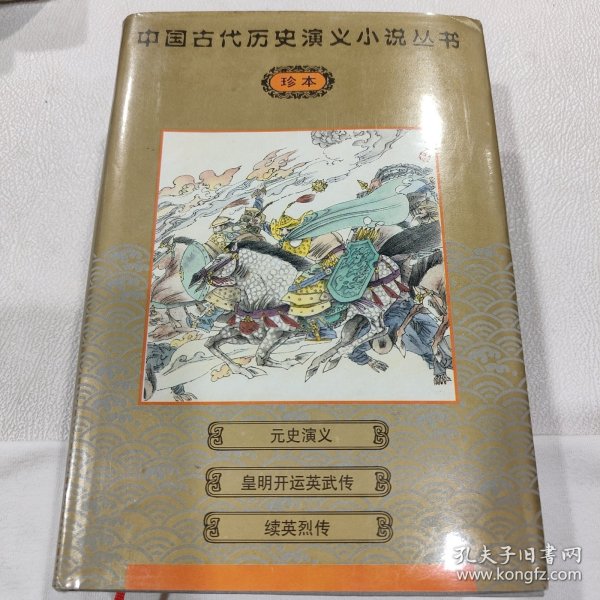 中国古代历史演义小说丛书
珍本
元史演义
皇明开运英武传
续英烈传
孔夫子旧书网
www.kongfz.com